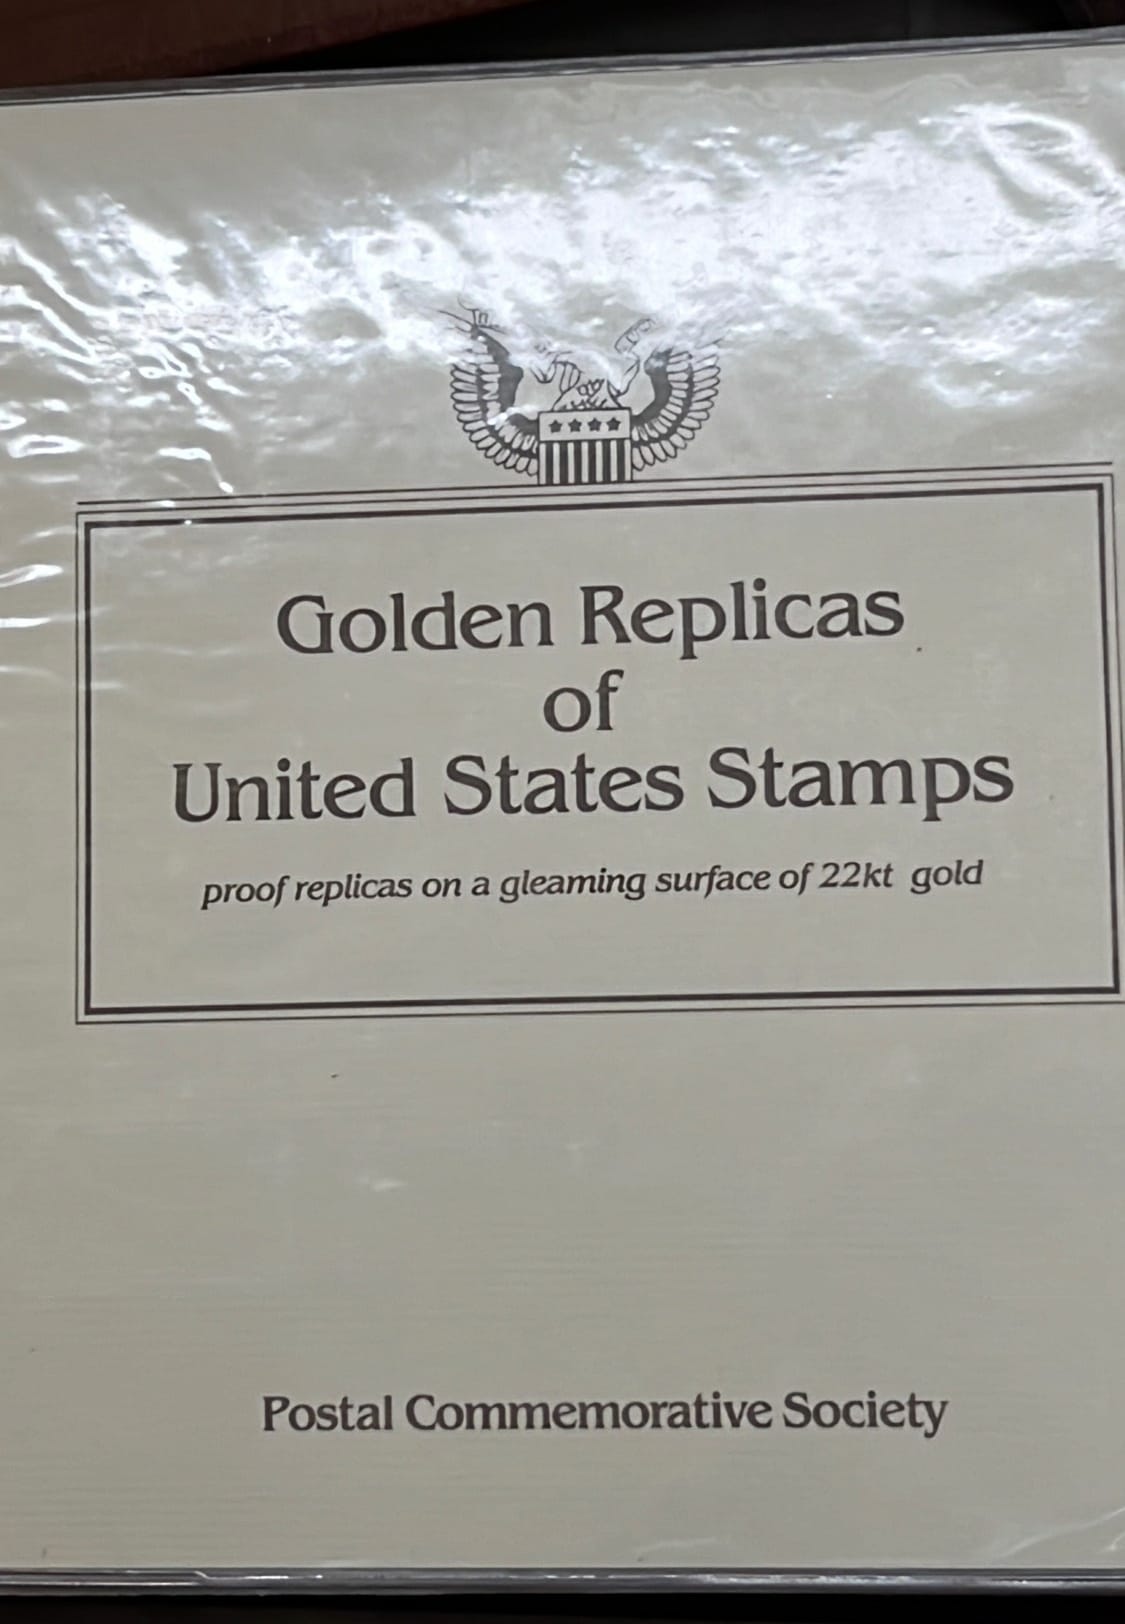 Golden Replicas
of
United States Stamps
proof replicas on a gleaming surface of 22kt gold
Postal Commemorative Society